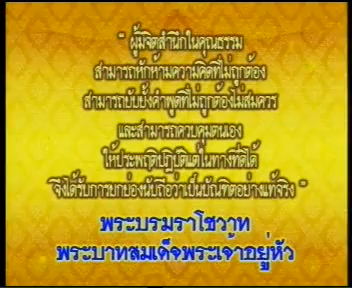 " ผู้มีจิตสำนึกในคุณธรรม
สามารถหักห้ามความคิดที่ไม่ถูกต้อง
สามารถยับยั้งคำพูดที่ไม่ถูกต้องไม่สมควร
และสามารถควบคุมตนเอง
ให้ประพฤติปฏิบัติแต่ในทางที่ดีได้
จึงได้รับการยกย่องนับถือว่าเป็นบัณฑิตอย่างแท้จริง "
พระบรมราโชวาท
พระบาทสมเด็จพระเจ้าอยู่หัว